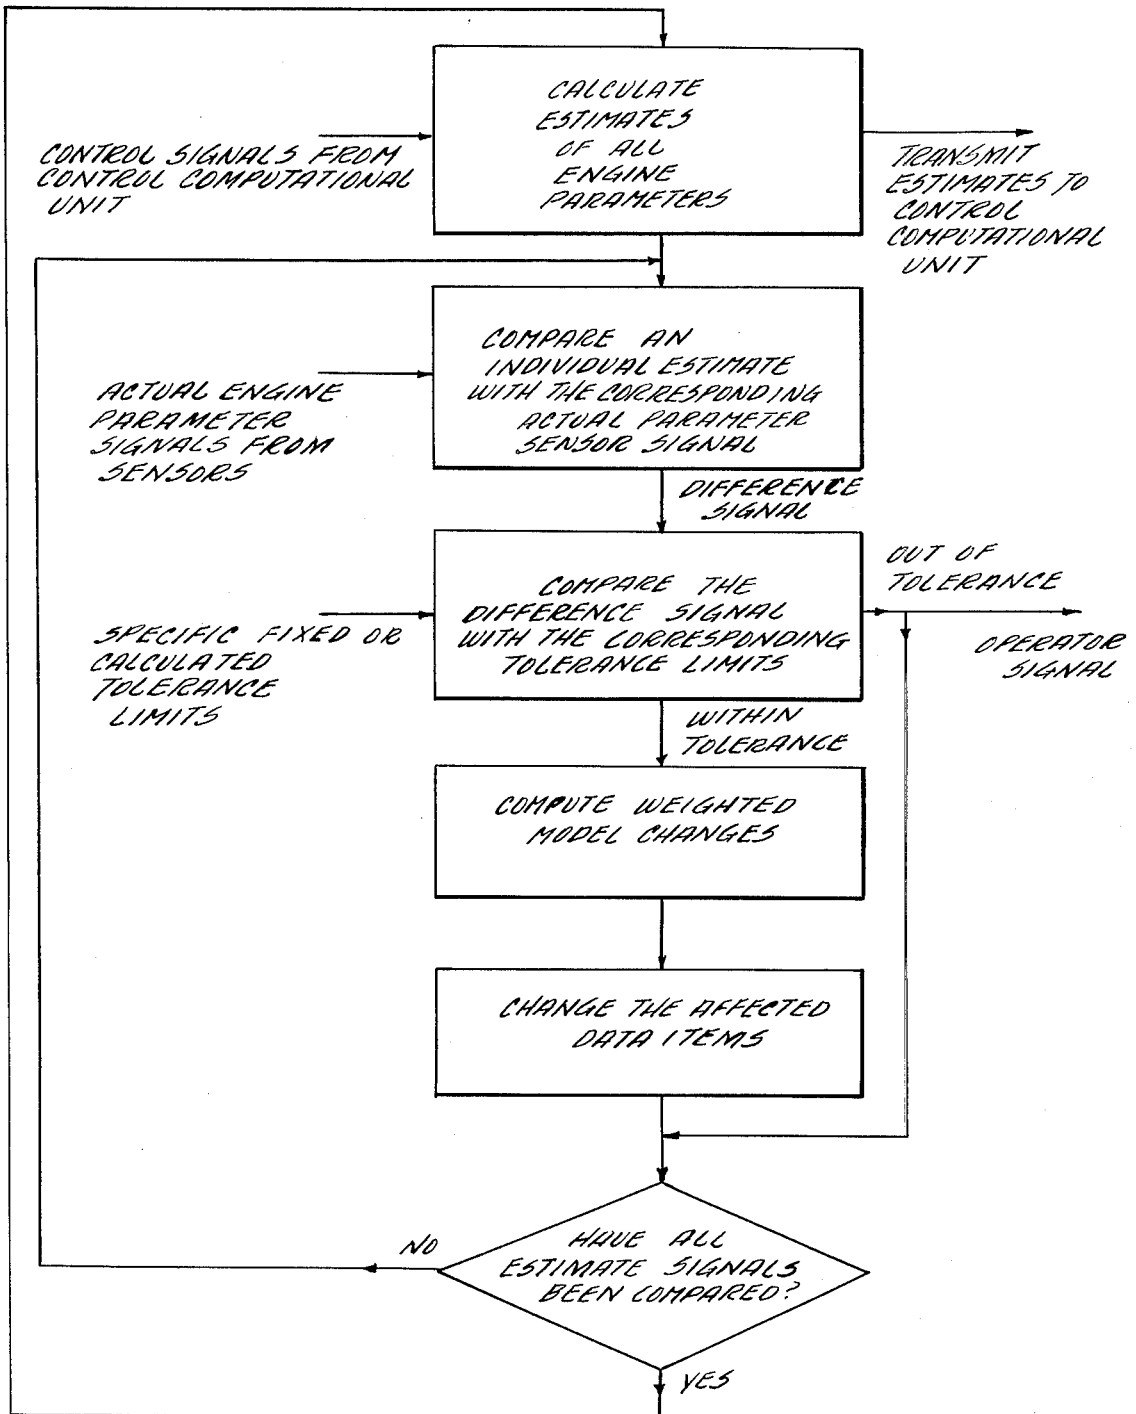 CALCULATE
ESTIMATES
OF ALL
ENGINE
PARAMETERS
CONTROL SIGNALS FROM
CONTROL COMPUTATIONAL
UNIT
TRANSMIT
ESTIMATES TO
CONTROL
COMPUTATIONAL
UNIT
COMPARE AN
INDIVIDUAL ESTIMATE
WITH THE CORRESPONDING
ACTUAL PARAMETER
SENSOR SIGNAL
ACTUAL ENGINE
PARAMETER
SIGNALS FROM
SENSORS
DIFFERENCE
SIGNAL
COMPARE THE
DIFFERENCE SIGNAL
WITH THE CORRESPONDING
TOLERANCE LIMITS
OUT OF
TOLERANCE
OPERATOR
SIGNAL
SPECIFIC FIXED OR
CALCULATED
TOLERANCE
LIMITS
WITHIN
TOLERANCE
COMPUTE WEIGHTED
MODEL CHANGES
CHANGE THE AFFECTED
DATA ITEMS
HAVE ALL
ESTIMATE SIGNALS
BEEN COMPARED?
NO
YES